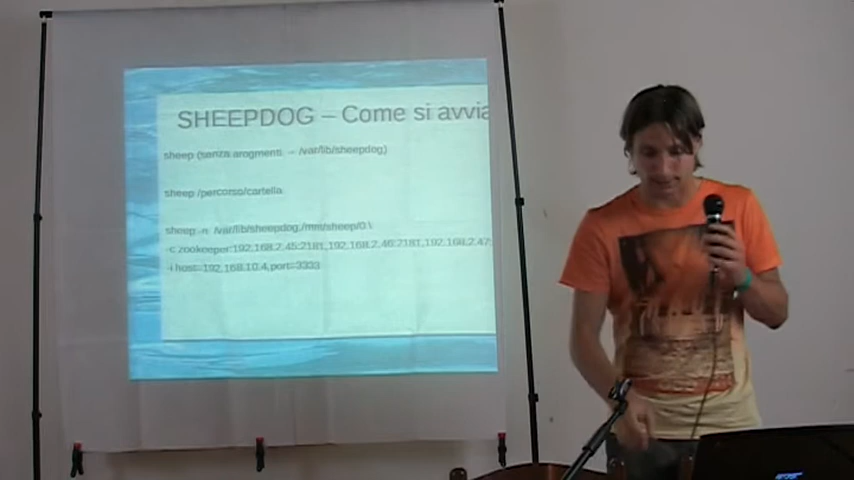 SHEEPDOG – Come si avvia
sheep (senza arogmenti → /var/lib/sheepdog)
sheep /percorso/cartella
sheep -n /var/lib/sheepdog,/mm/sheep/0 \
-c zookeeper:192.168.2.45:2181,192.168.2.46:2181,192.168.2.47:
-i host=192.168.10.4,port=3333